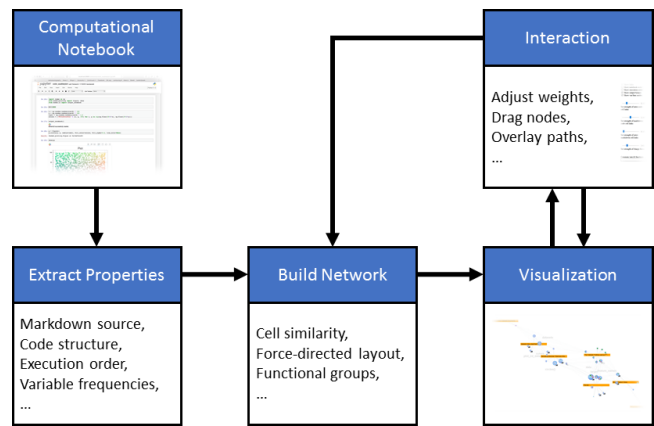 Computational
Notebook
Interaction
Adjust weights,
Drag nodes,
Overlay paths,
...
Extract Properties
Build Network
Visualization
Markdown source,
Code structure,
Execution order,
Variable frequencies,
...
Cell similarity,
Force-directed layout,
Functional groups,
...